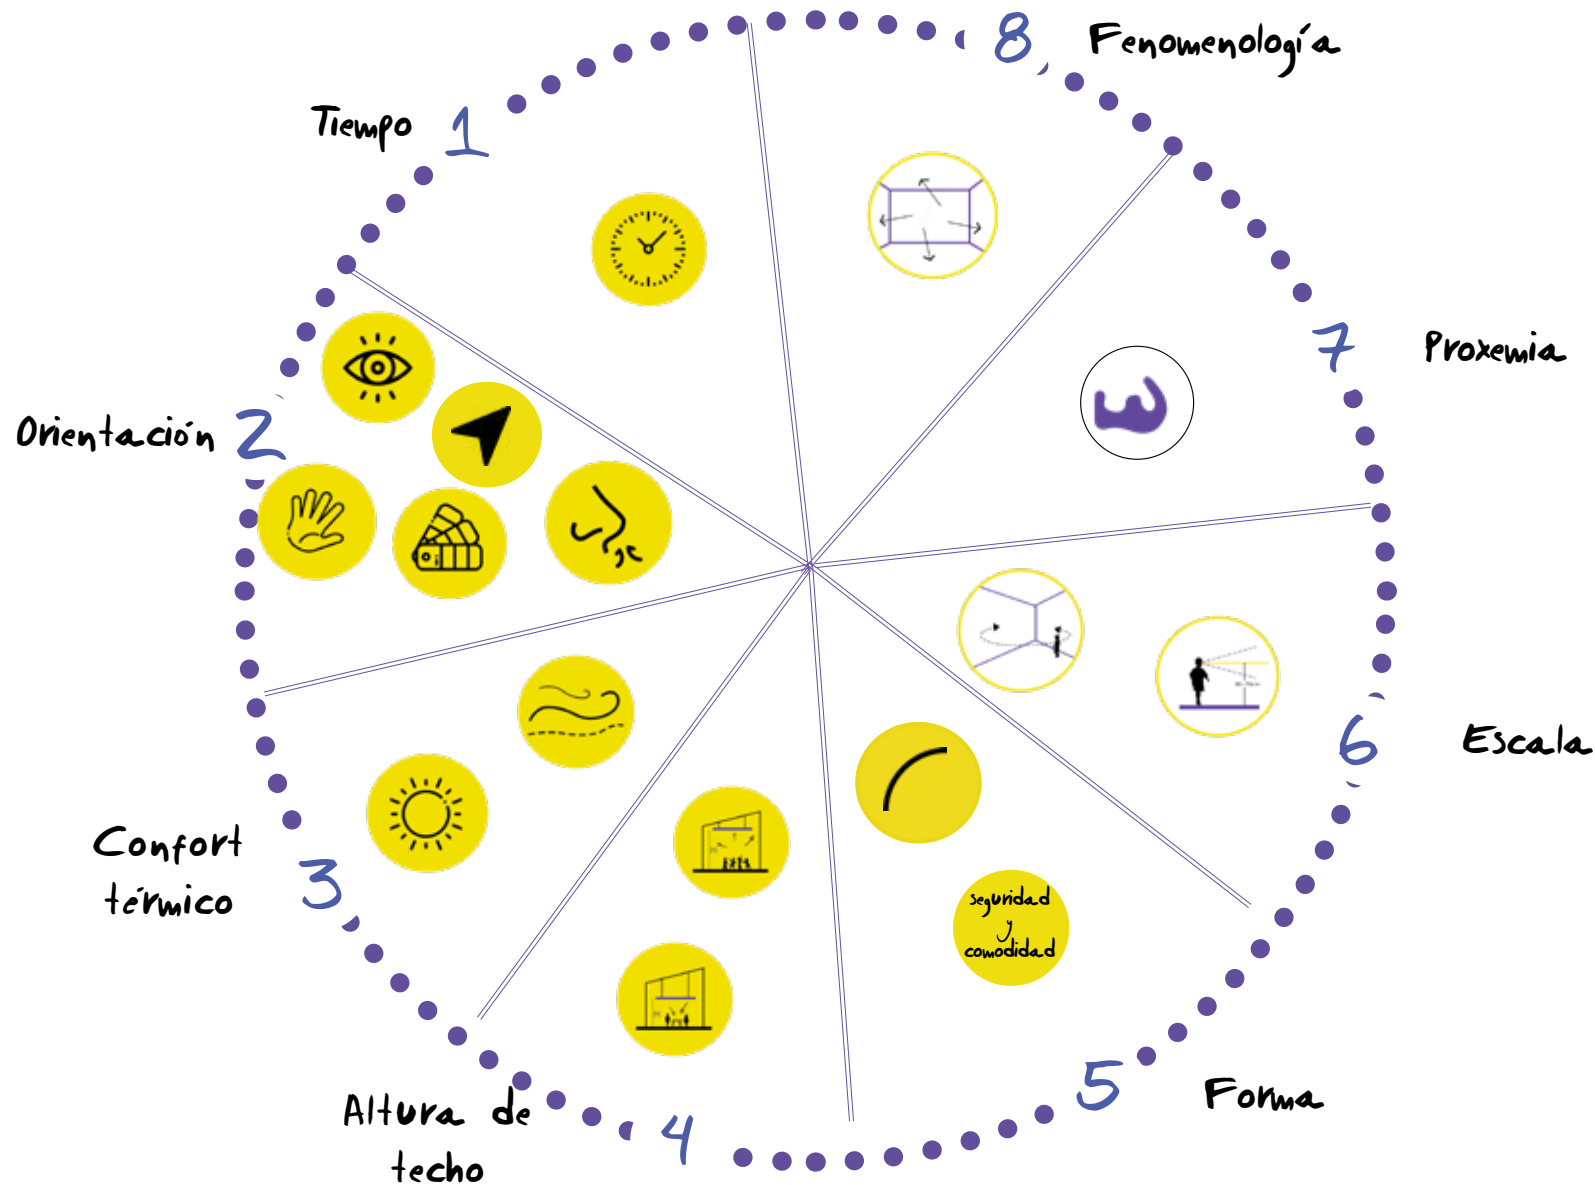 8 Fenomenología
Tiempo 1
7 Proxemia
Orientación 2
6 Escala
Confort
térmico
3
seguridad
y
comodidad
5 Forma
Altura de
techo
4